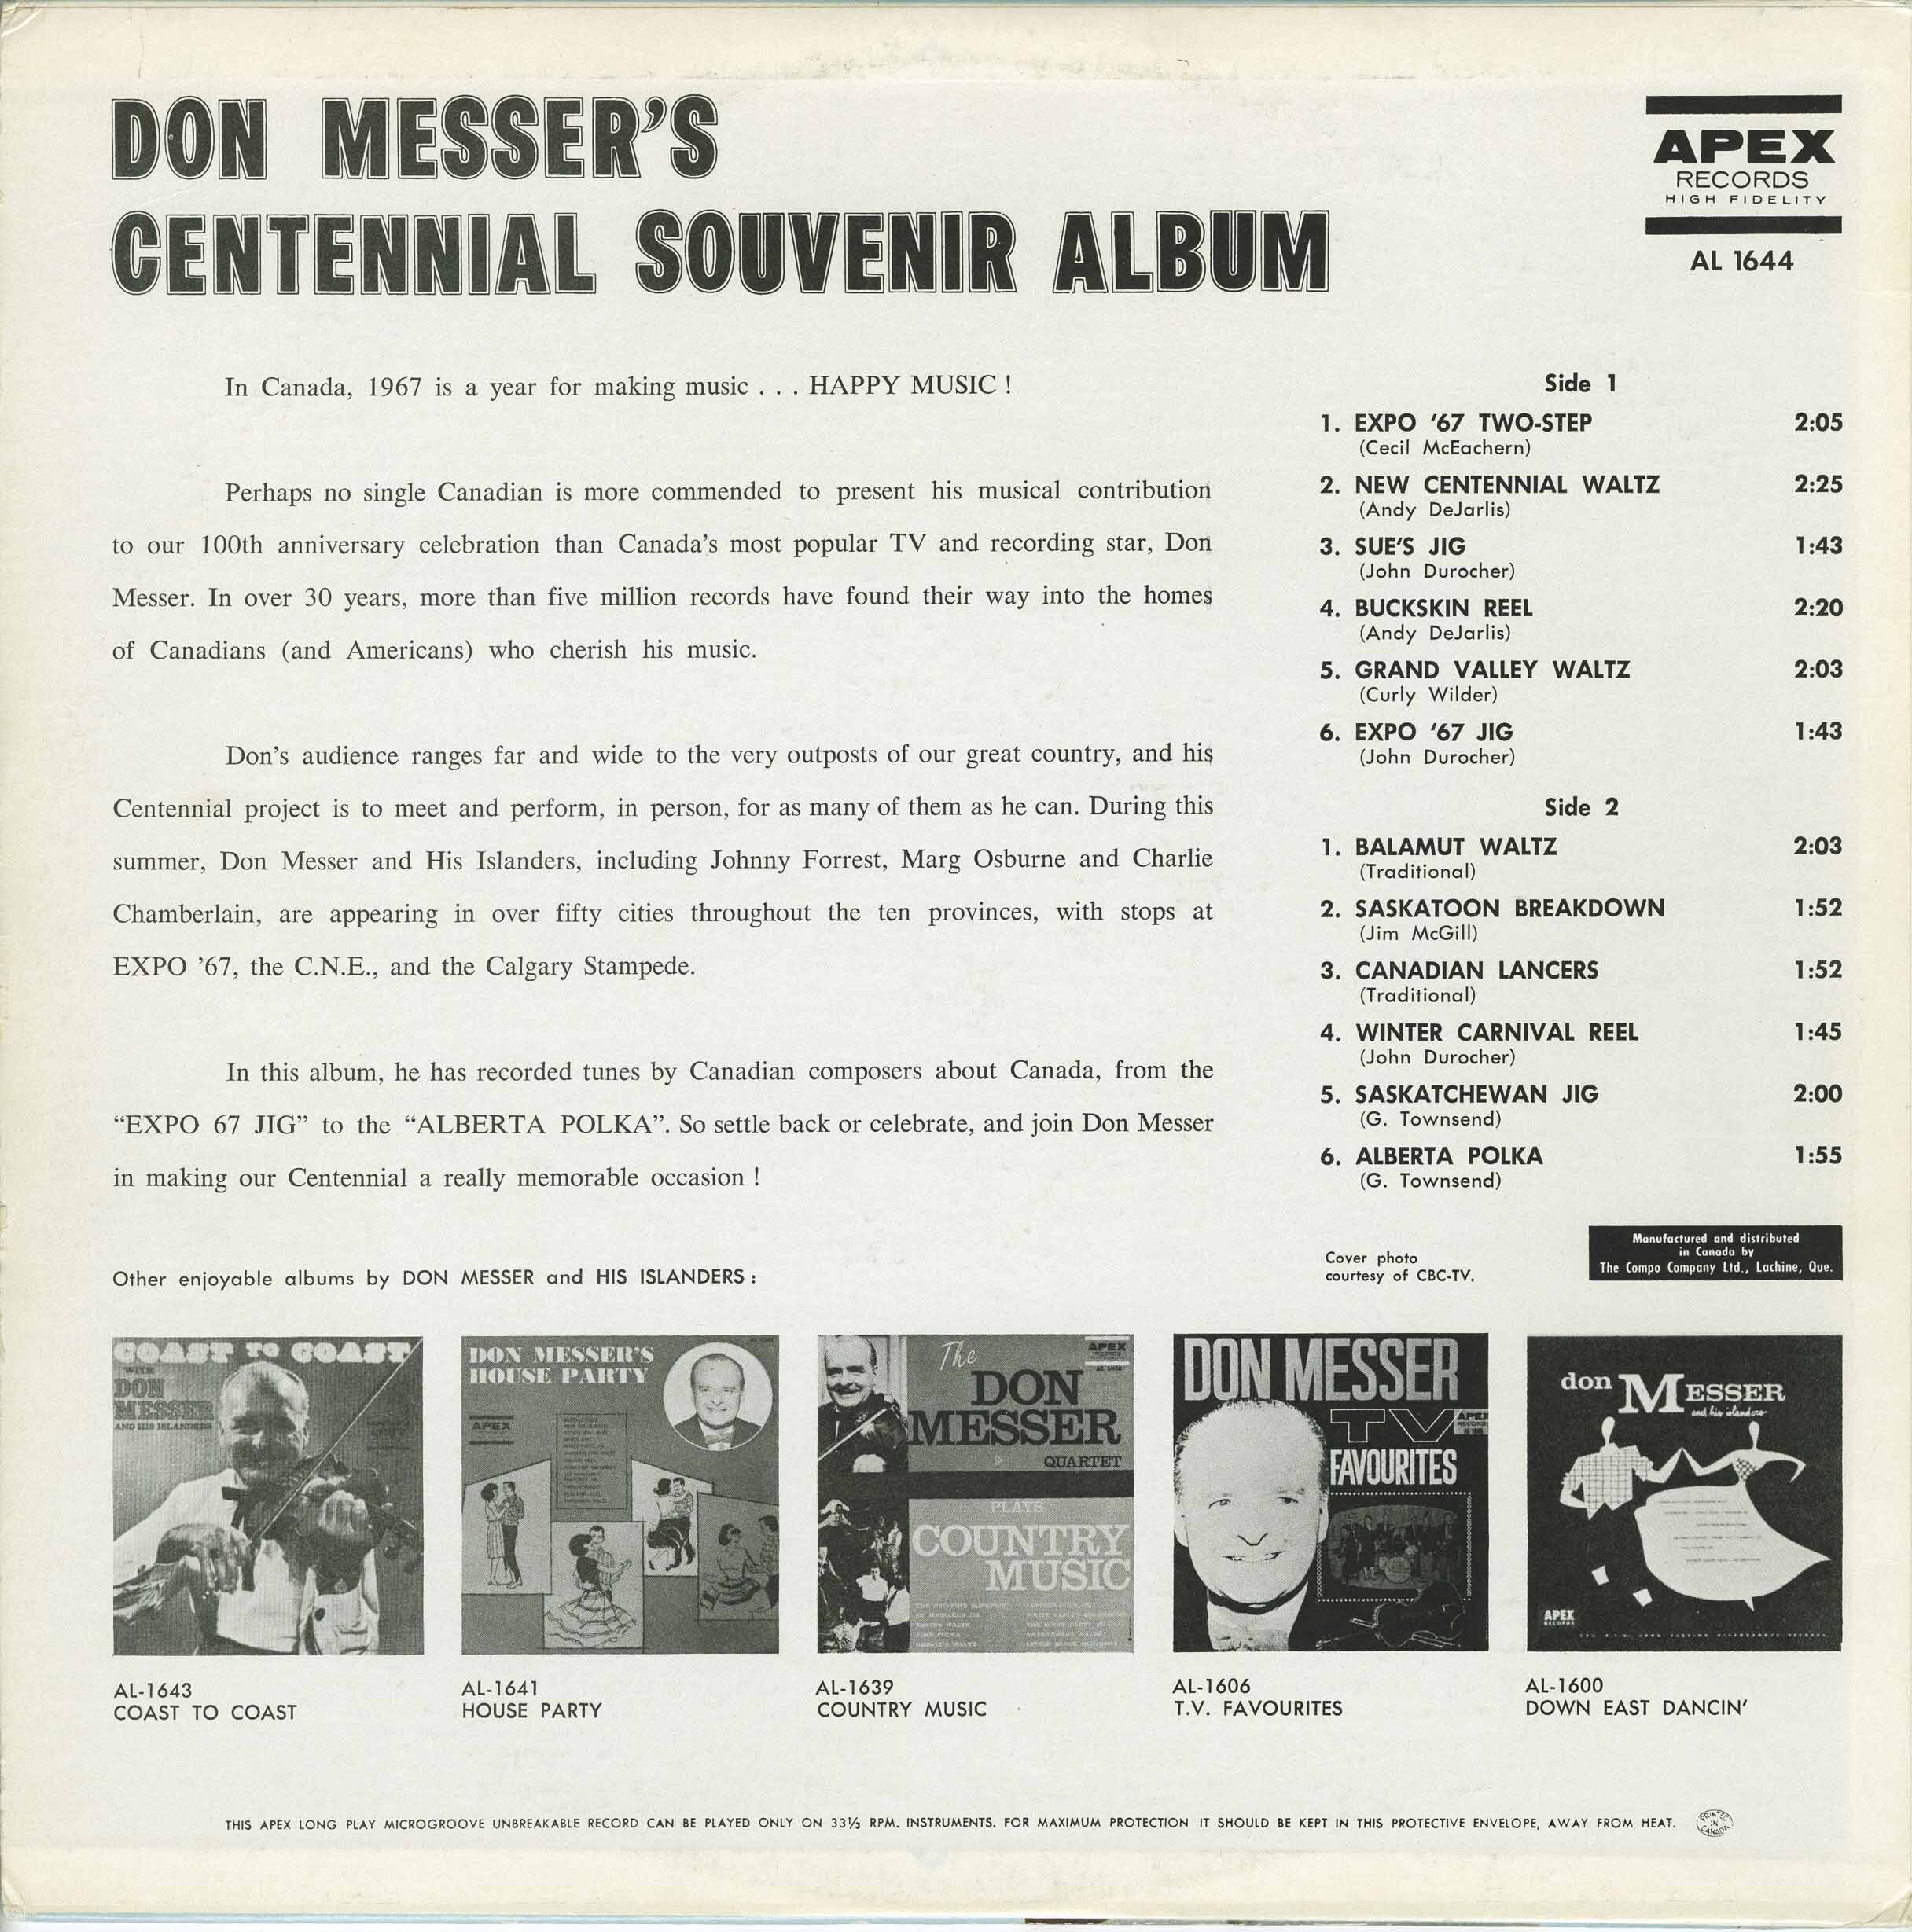 DON MESSER'S
CENTENNIAL SOUVENIR ALBUM
APEX
RECORDS
HIGH FIDELITY
AL 1644
In Canada, 1967 is a year for making music . . . HAPPY MUSIC !
Perhaps no single Canadian is more commended to present his musical contribution
to our 100th anniversary celebration than Canada's most popular TV and recording star, Don
Messer. In over 30 years, more than five million records have found their way into the homes
of Canadians (and Americans) who cherish his music.
Don's audience ranges far and wide to the very outposts of our great country, and his
Centennial project is to meet and perform, in person, for as many of them as he can. During this
summer, Don Messer and His Islanders, including Johnny Forrest, Marg Osburne and Charlie
Chamberlain, are appearing in over fifty cities throughout the ten provinces, with stops at
EXPO '67, the C.N.E., and the Calgary Stampede.
In this album, he has recorded tunes by Canadian composers about Canada, from the
“EXPO 67 JIG” to the “ALBERTA POLKA”. So settle back or celebrate, and join Don Messer
in making our Centennial a really memorable occasion !
Side 1
1. EXPO '67 TWO-STEP 2:05
(Cecil McEachern)
2. NEW CENTENNIAL WALTZ 2:25
(Andy DeJarlis)
3. SUE'S JIG 1:43
(John Durocher)
4. BUCKSKIN REEL 2:20
(Andy DeJarlis)
5. GRAND VALLEY WALTZ 2:03
(Curly Wilder)
6. EXPO '67 JIG 1:43
(John Durocher)
Side 2
1. BALAMUT WALTZ 2:03
(Traditional)
2. SASKATOON BREAKDOWN 1:52
(Jim McGill)
3. CANADIAN LANCERS 1:52
(Traditional)
4. WINTER CARNIVAL REEL 1:45
(John Durocher)
5. SASKATCHEWAN JIG 2:00
(G. Townsend)
6. ALBERTA POLKA 1:55
(G. Townsend)
Cover photo
courtesy of CBC-TV.
Manufactured and distributed
in Canada by
The Compo Company Ltd., Lachine, Que.
Other enjoyable albums by DON MESSER and HIS ISLANDERS :
COAST TO COAST
WITH
DON
MESSER
AND HIS ISLANDERS
DON MESSER'S
HOUSE PARTY
APEX
The
DON
MESSER
QUARTET
APEX
PLAYS
COUNTRY
MUSIC
DON MESSER
TV
FAVOURITES
APEX
RECORDS
don MESSER
and his islanders
APEX
RECORDS
AL-1643
COAST TO COAST
AL-1641
HOUSE PARTY
AL-1639
COUNTRY MUSIC
AL-1606
T.V. FAVOURITES
AL-1600
DOWN EAST DANCIN'
THIS APEX LONG PLAY MICROGROOVE UNBREAKABLE RECORD CAN BE PLAYED ONLY ON 33⅓ RPM. INSTRUMENTS. FOR MAXIMUM PROTECTION IT SHOULD BE KEPT IN THIS PROTECTIVE ENVELOPE, AWAY FROM HEAT.
PRINTED
IN
CANADA